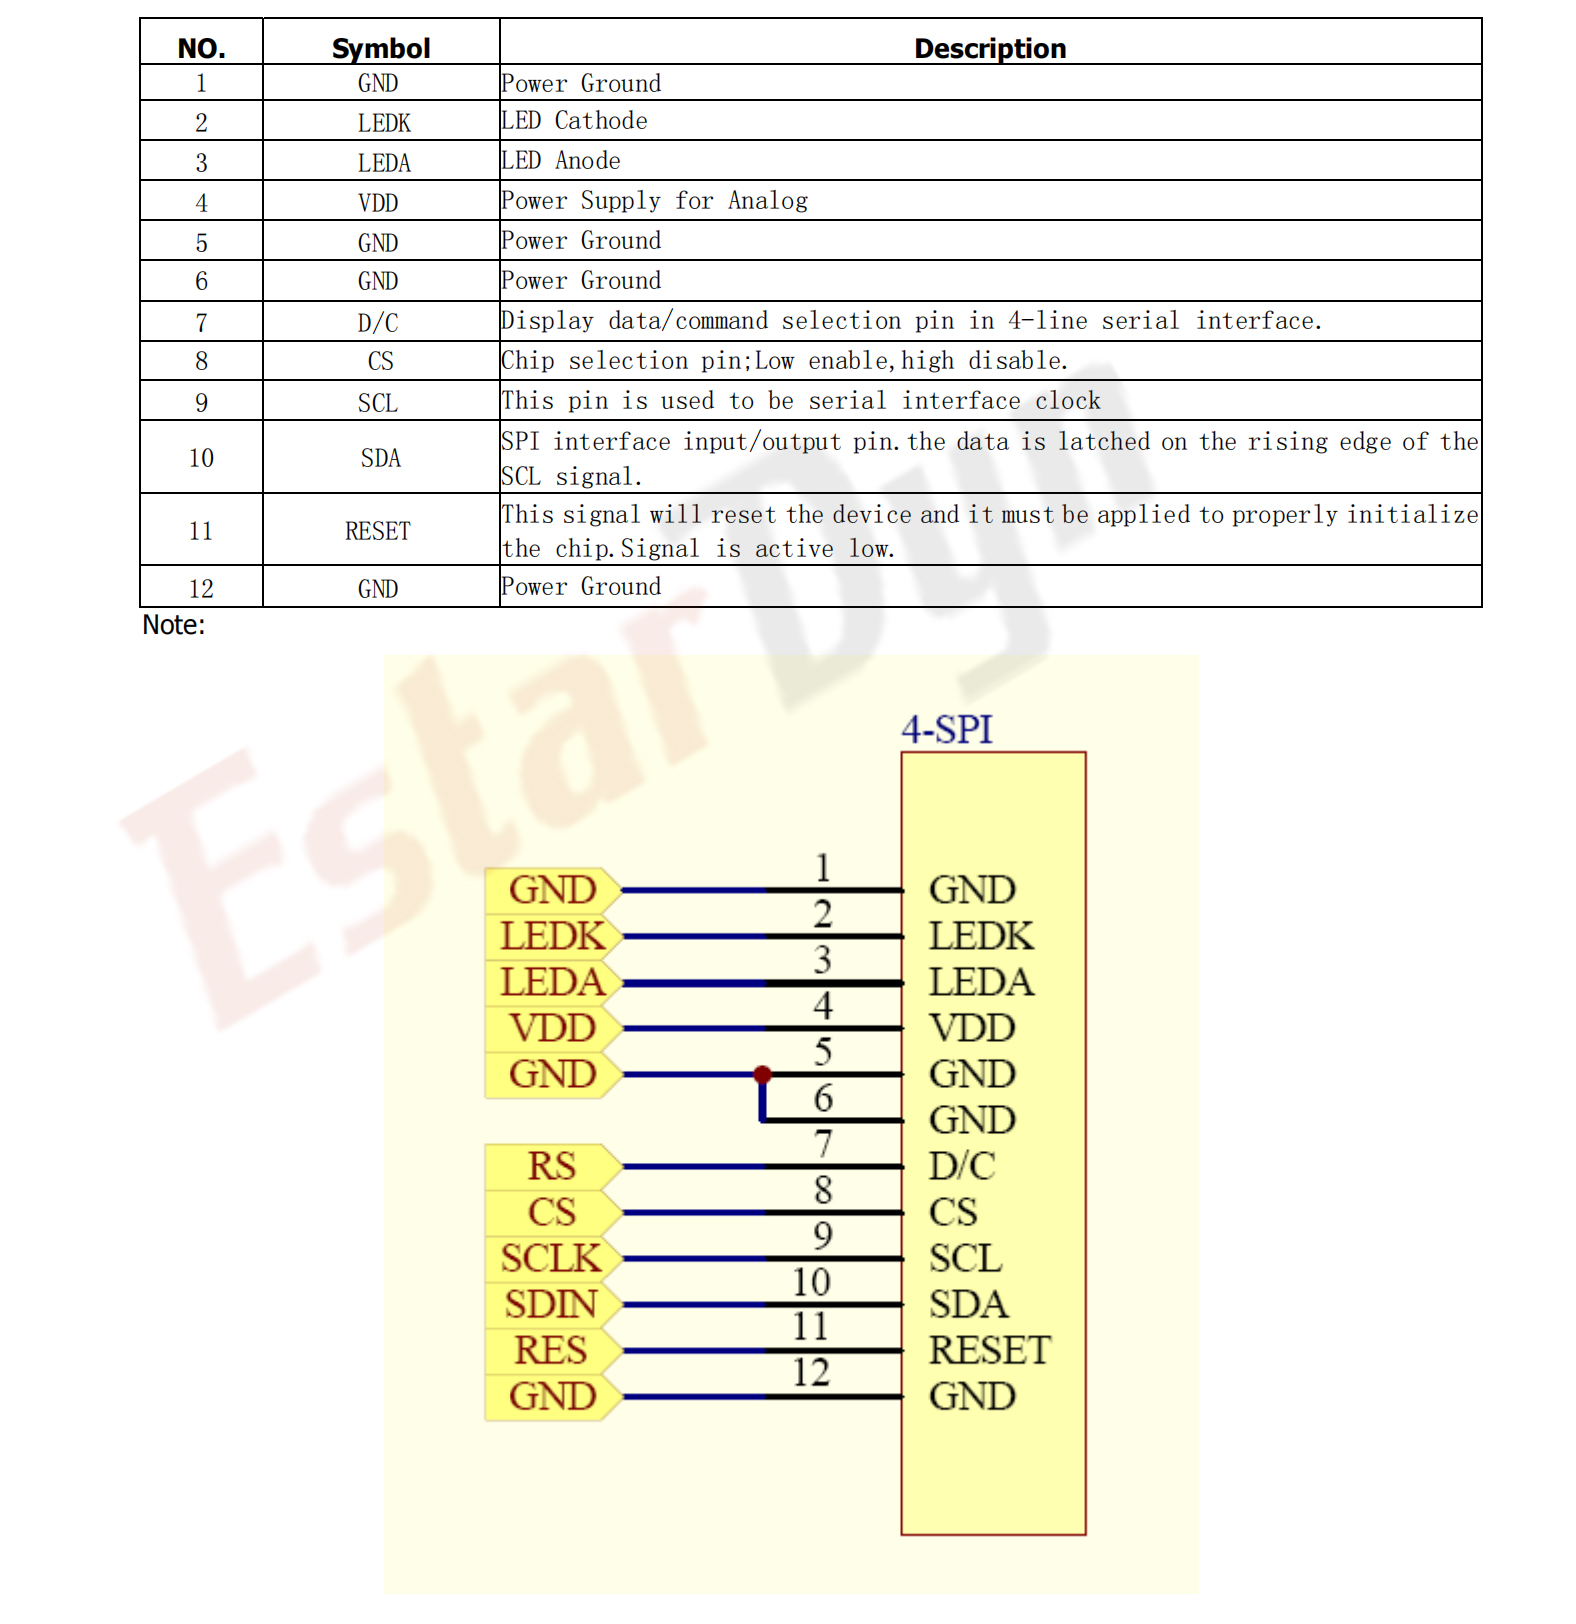 NO. Symbol Description
1 GND Power Ground
2 LEDK LED Cathode
3 LEDA LED Anode
4 VDD Power Supply for Analog
5 GND Power Ground
6 GND Power Ground
7 D/C Display data/command selection pin in 4-line serial interface.
8 CS Chip selection pin;Low enable,high disable.
9 SCL This pin is used to be serial interface clock
10 SDA SPI interface input/output pin.the data is latched on the rising edge of the
SCL signal.
11 RESET This signal will reset the device and it must be applied to properly initialize
the chip.Signal is active low.
12 GND Power Ground
Note:
EstarDyn
4-SPI
GND 1 GND
LEDK 2 LEDK
LEDA 3 LEDA
VDD 4 VDD
GND 5 GND
6 GND
RS 7 D/C
CS 8 CS
SCLK 9 SCL
SDIN 10 SDA
RES 11 RESET
GND 12 GND